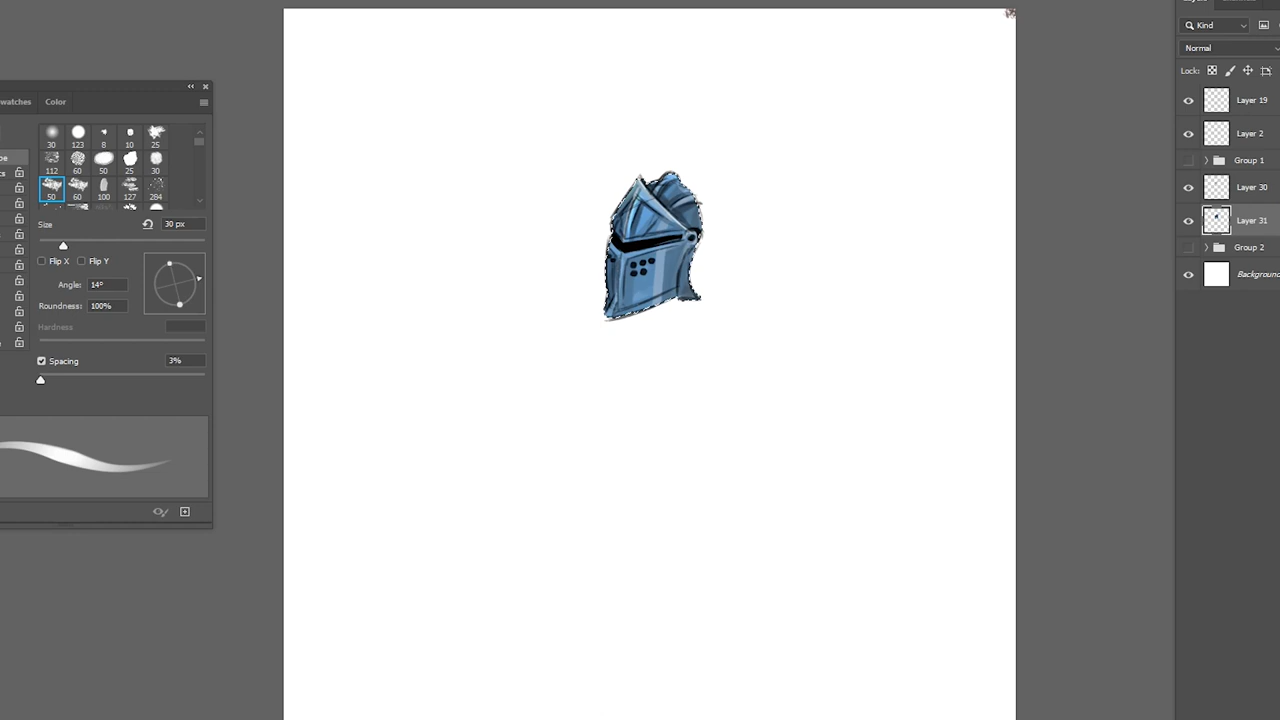 Kind
Normal
Lock:
Layer 19
Layer 2
Group 1
Layer 30
Layer 31
Group 2
Background
watches Color
30 123 8 10 25
112 60 50 25 30
50 60 100 127 284
Size 30 px
Flip X Flip Y
Angle: 14°
Roundness: 100%
Hardness
Spacing 3%